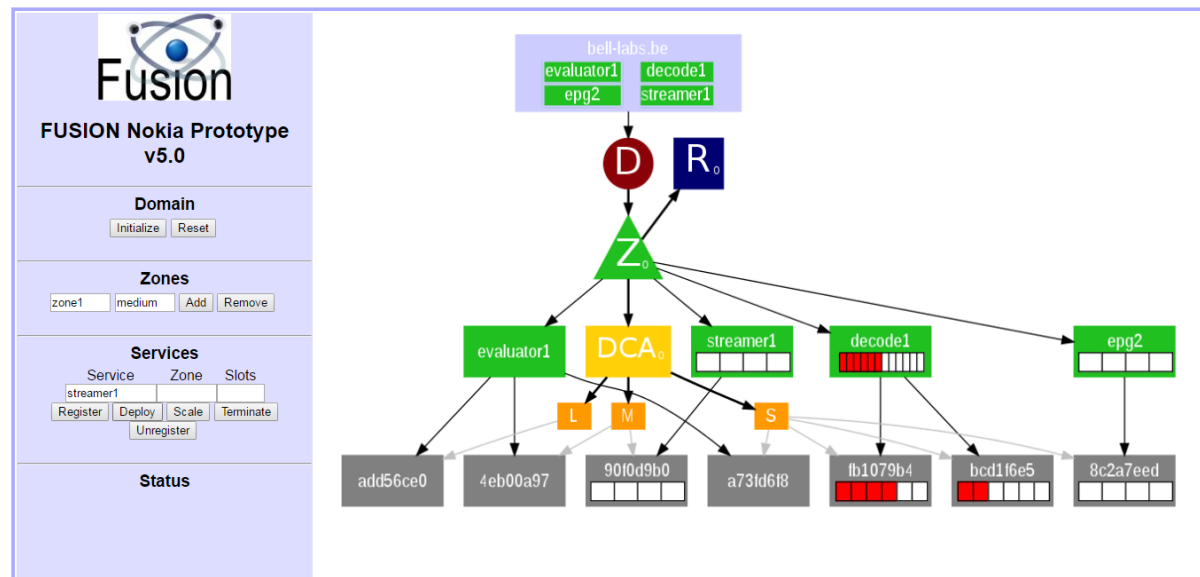 Fusion
FUSION Nokia Prototype
v5.0
Domain
Initialize Reset
Zones
zone1 medium Add Remove
Services
Service Zone Slots
streamer1
Register Deploy Scale Terminate
Unregister
Status
bell-labs.be
evaluator1 decode1
epg2 streamer1
D R0
Z0
evaluator1 DCA0 streamer1 decode1 epg2
L M S
add56ce0 4eb00a97 90f0d9b0 a73fd6f8 fb1079b4 bcd1f6e5 8c2a7eed